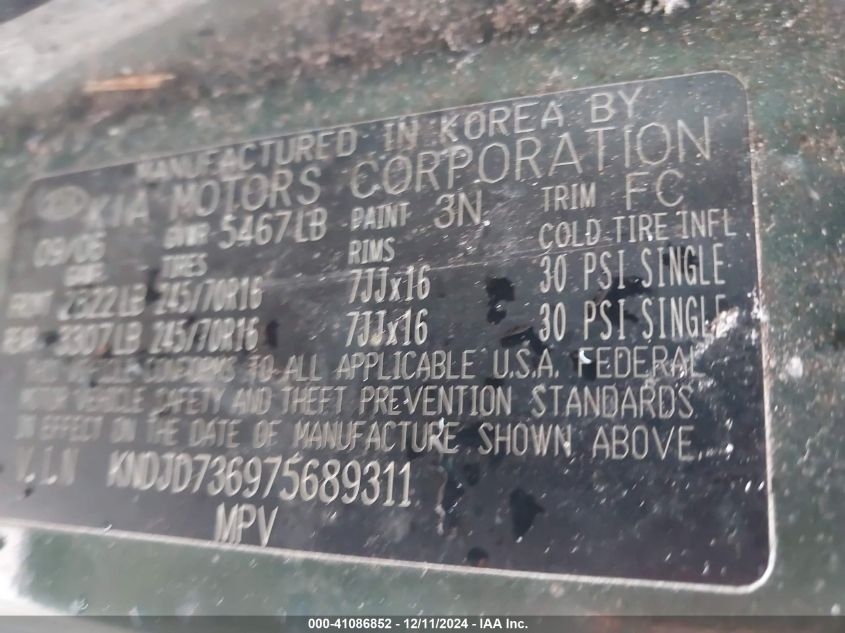 MANUFACTURED IN KOREA BY
KIA KIA MOTORS CORPORATION
09/06 GVWR 5467LB PAINT 3N TRIM FC
GAWR TIRES RIMS COLD TIRE INFL
FRONT 2822LB 245/70R16 7JJx16 30 PSI SINGLE
REAR 3307LB 245/70R16 7JJx16 30 PSI SINGLE
THIS VEHICLE CONFORMS TO ALL APPLICABLE U.S.A. FEDERAL
MOTOR VEHICLE SAFETY AND THEFT PREVENTION STANDARDS
IN EFFECT ON THE DATE OF MANUFACTURE SHOWN ABOVE.
V.I.N KNDJD736975689311
MPV
000-41086852 - 12/11/2024 - IAA Inc.